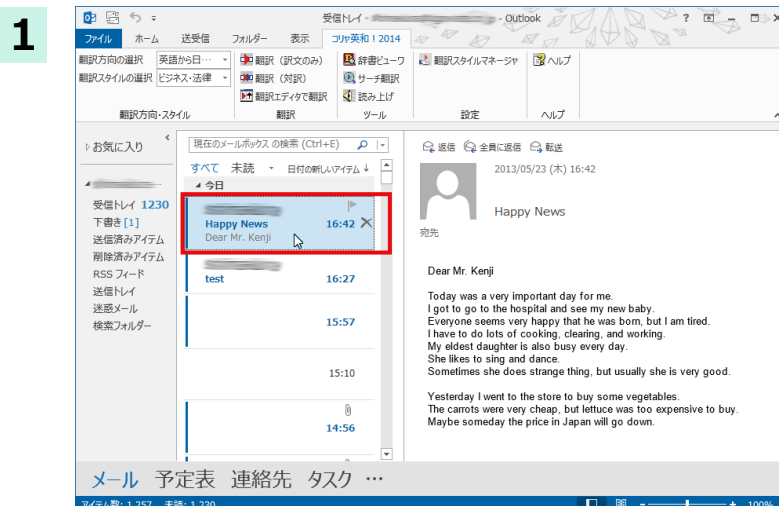 1
受信トレイ - - Outlook
ファイル ホーム 送受信 フォルダー 表示 コリャ英和！2014
翻訳方向の選択 英語から日…
翻訳スタイルの選択 ビジネス・法律
翻訳 (訳文のみ)
翻訳 (対訳)
翻訳エディタで翻訳
辞書ビューワ
サーチ翻訳
読み上げ
翻訳スタイルマネージャ
ヘルプ
翻訳方向・スタイル 翻訳 ツール 設定 ヘルプ
お気に入り
受信トレイ 1230
下書き [1]
送信済みアイテム
削除済みアイテム
RSS フィード
送信トレイ
迷惑メール
検索フォルダー
現在のメールボックス の検索 (Ctrl+E)
すべて 未読 日付の新しいアイテム↓
今日
Happy News 16:42
Dear Mr. Kenji
test 16:27
15:57
15:10
14:56
返信 全員に返信 転送
2013/05/23 (木) 16:42
Happy News
宛先
Dear Mr. Kenji
Today was a very important day for me.
I got to go to the hospital and see my new baby.
Everyone seems very happy that he was born, but I am tired.
I have to do lots of cooking, clearing, and working.
My eldest daughter is also busy every day.
She likes to sing and dance.
Sometimes she does strange thing, but usually she is very good.
Yesterday I went to the store to buy some vegetables.
The carrots were very cheap, but lettuce was too expensive to buy.
Maybe someday the price in Japan will go down.
メール 予定表 連絡先 タスク …
アイテム数: 1,257 未読: 1,230 100%